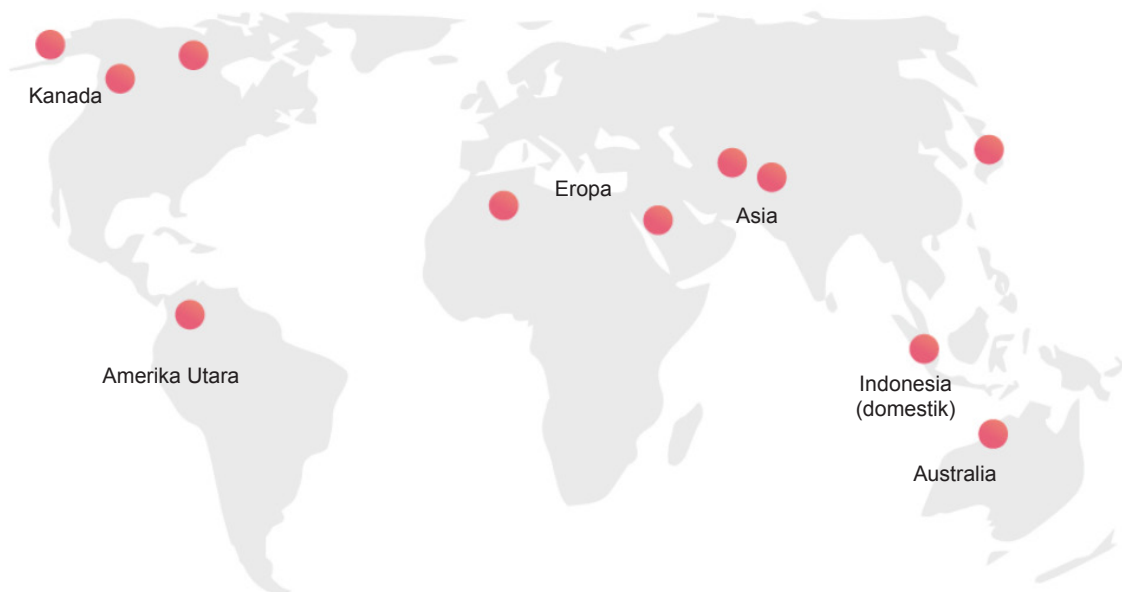 Kanada
Eropa
Asia
Amerika Utara
Indonesia
(domestik)
Australia